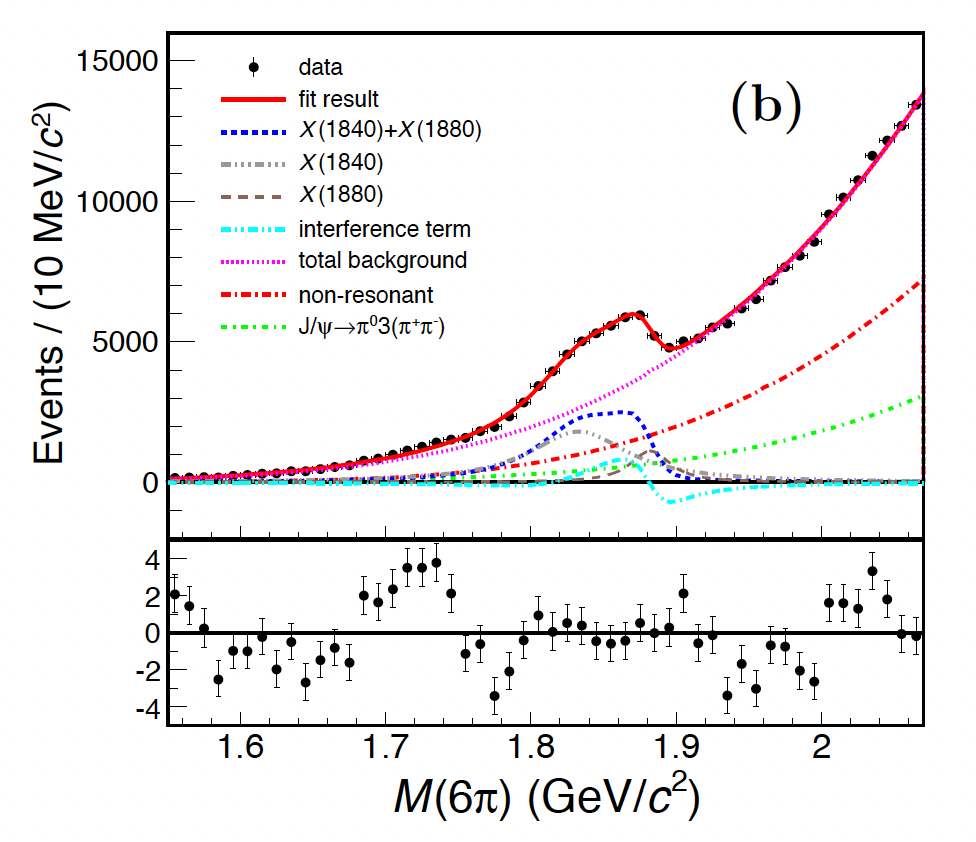 15000
10000
5000
0
Events / (10 MeV/c²)
(b)
data
fit result
X(1840)+X(1880)
X(1840)
X(1880)
interference term
total background
non-resonant
J/ψ→π⁰3(π⁺π⁻)
4
2
0
-2
-4
1.6 1.7 1.8 1.9 2
M(6π) (GeV/c²)